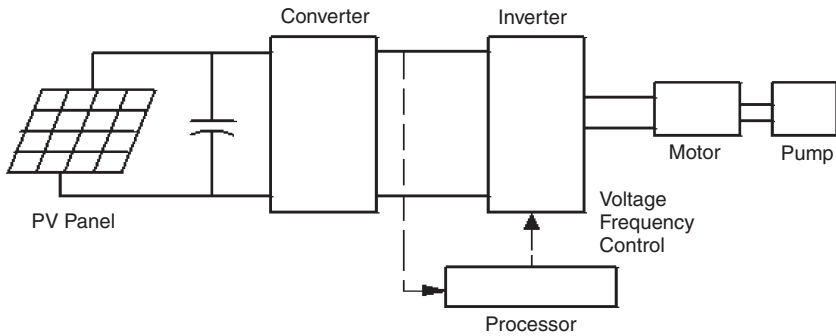 Converter
Inverter
Motor
Pump
PV Panel
Voltage
Frequency
Control
Processor